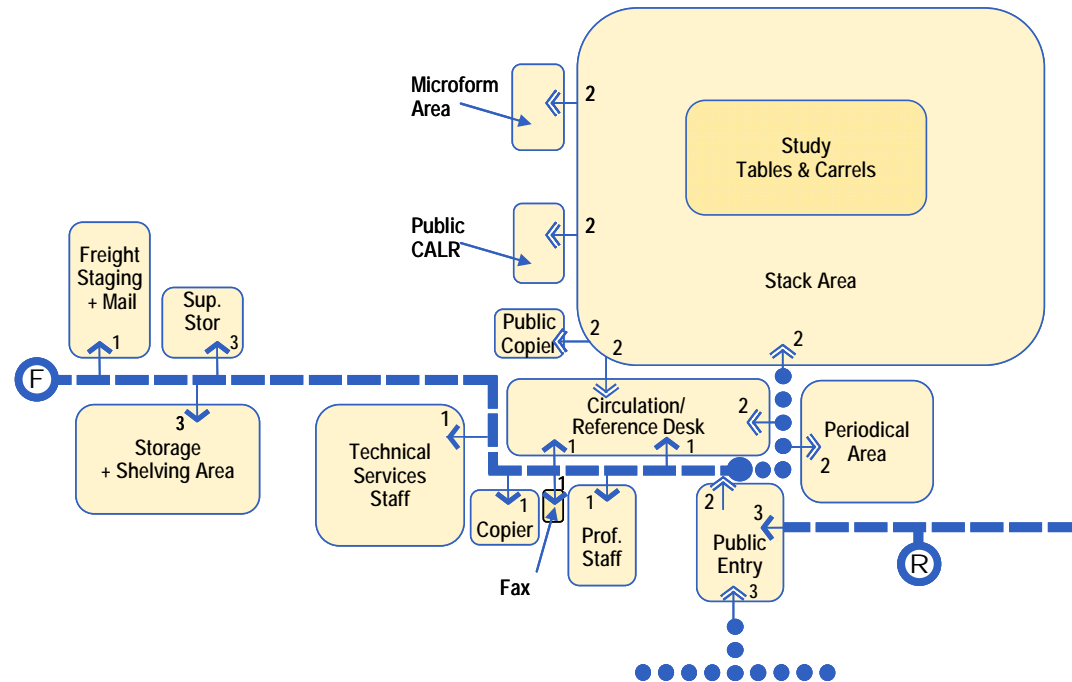 Microform
Area
2
Study
Tables & Carrels
Public
CALR
2
Stack Area
Freight
Staging
+ Mail
1
Sup.
Stor
3
Public
Copier
2
2
2
F
3
Storage
+ Shelving Area
1
Technical
Services
Staff
Circulation/
Reference Desk
2
1
1
Periodical
Area
2
1
Copier
1
Fax
1
Prof.
Staff
2
3
Public
Entry
3
R